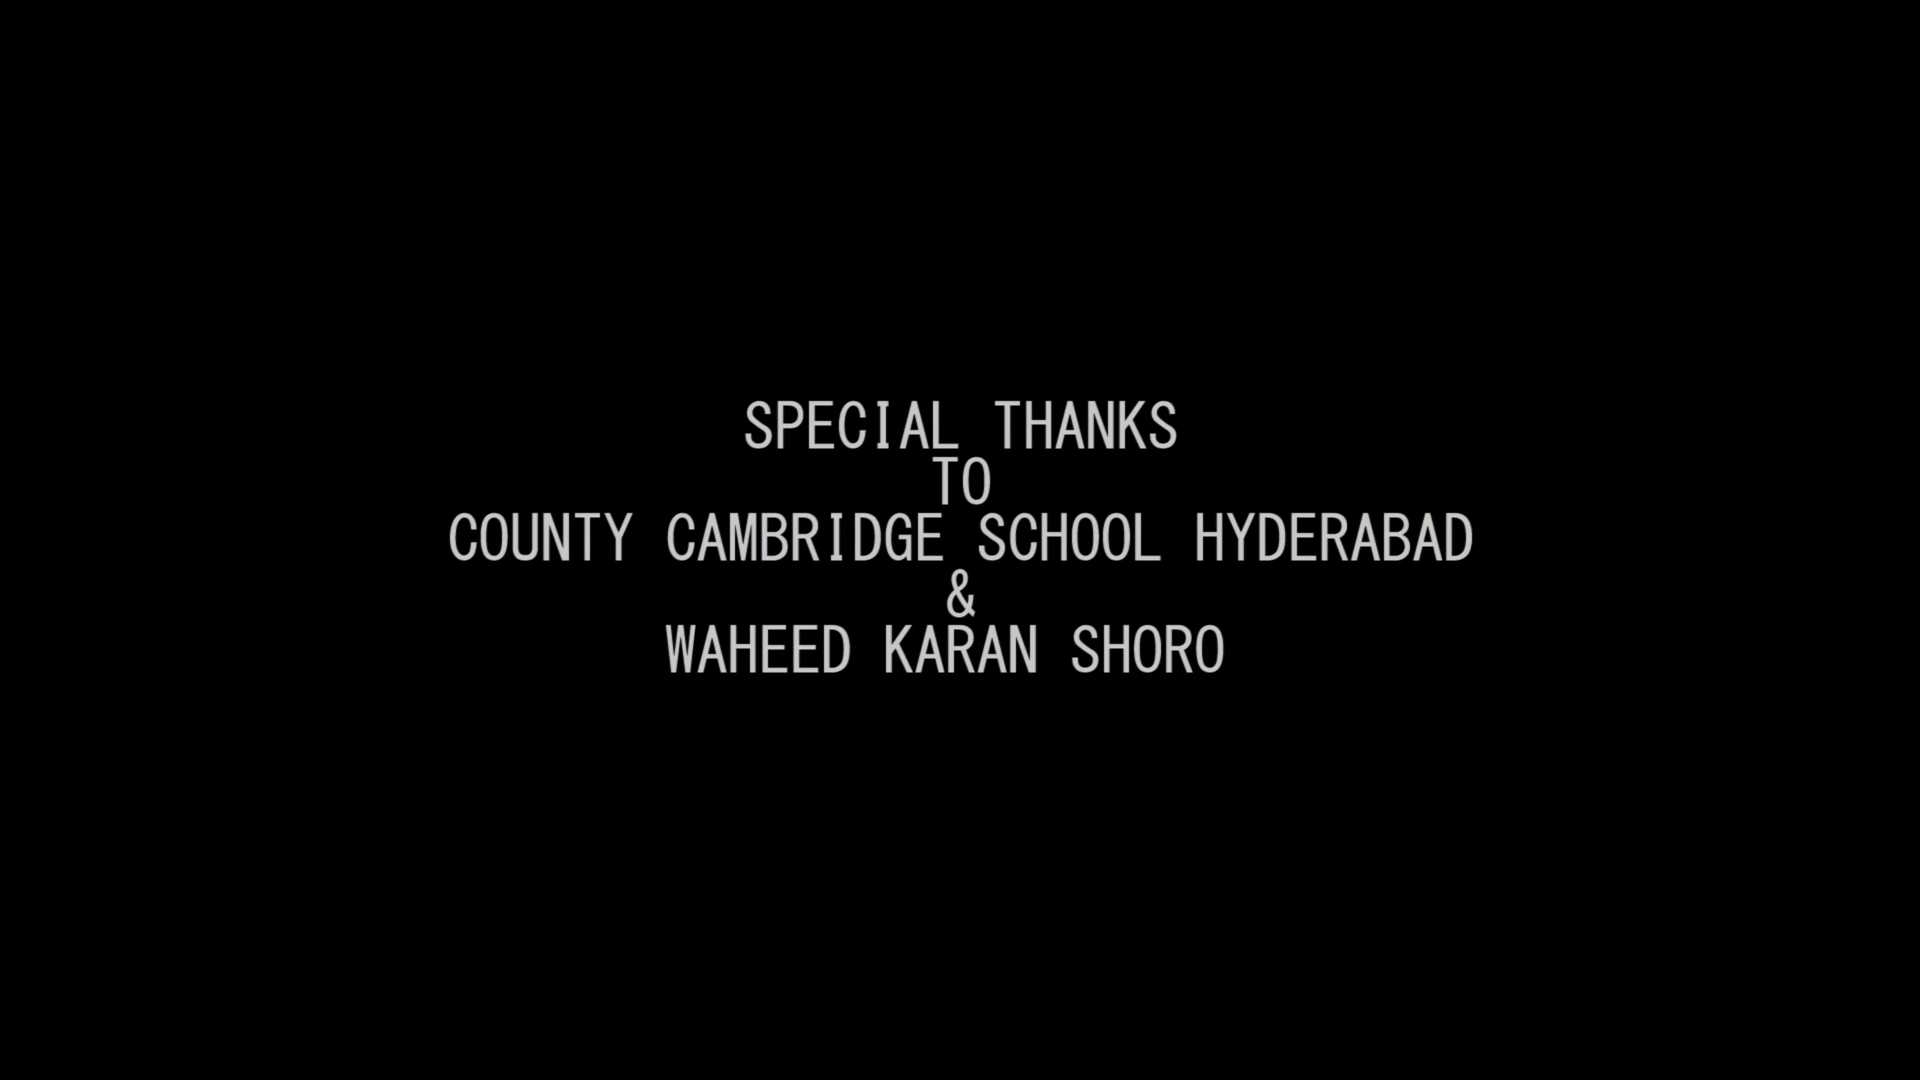 SPECIAL THANKS
TO
COUNTY CAMBRIDGE SCHOOL HYDERABAD
&
WAHEED KARAN SHORO